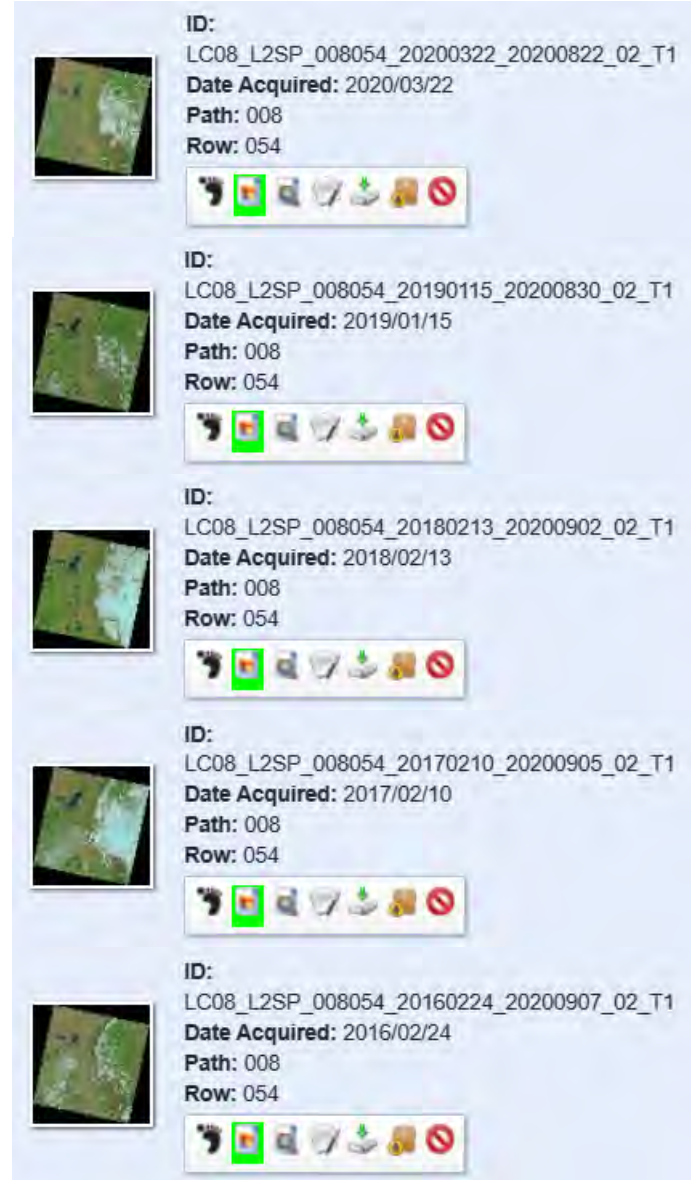 ID:
LC08_L2SP_008054_20200322_20200822_02_T1
Date Acquired: 2020/03/22
Path: 008
Row: 054
ID:
LC08_L2SP_008054_20190115_20200830_02_T1
Date Acquired: 2019/01/15
Path: 008
Row: 054
ID:
LC08_L2SP_008054_20180213_20200902_02_T1
Date Acquired: 2018/02/13
Path: 008
Row: 054
ID:
LC08_L2SP_008054_20170210_20200905_02_T1
Date Acquired: 2017/02/10
Path: 008
Row: 054
ID:
LC08_L2SP_008054_20160224_20200907_02_T1
Date Acquired: 2016/02/24
Path: 008
Row: 054